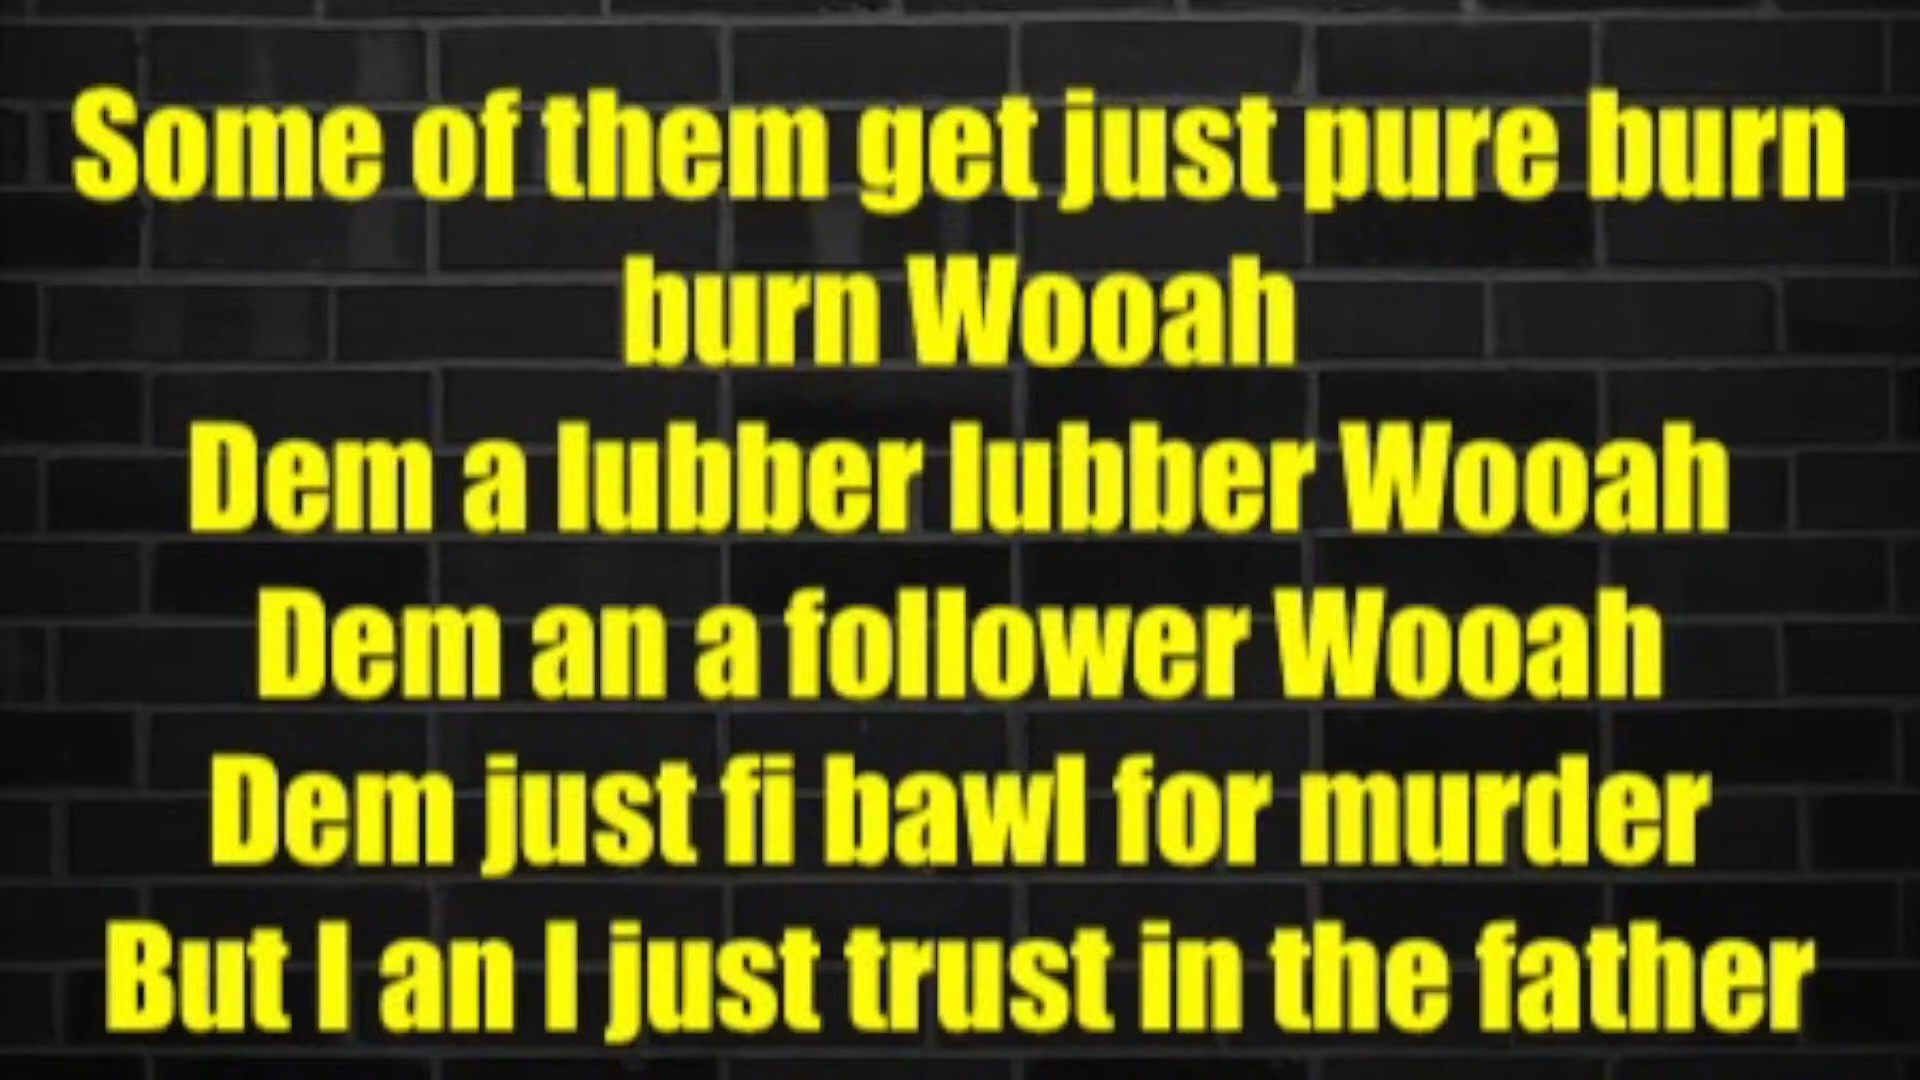 Some of them get just pure burn
burn Wooah
Dem a lubber lubber Wooah
Dem an a follower Wooah
Dem just fi bawl for murder
But I an I just trust in the father